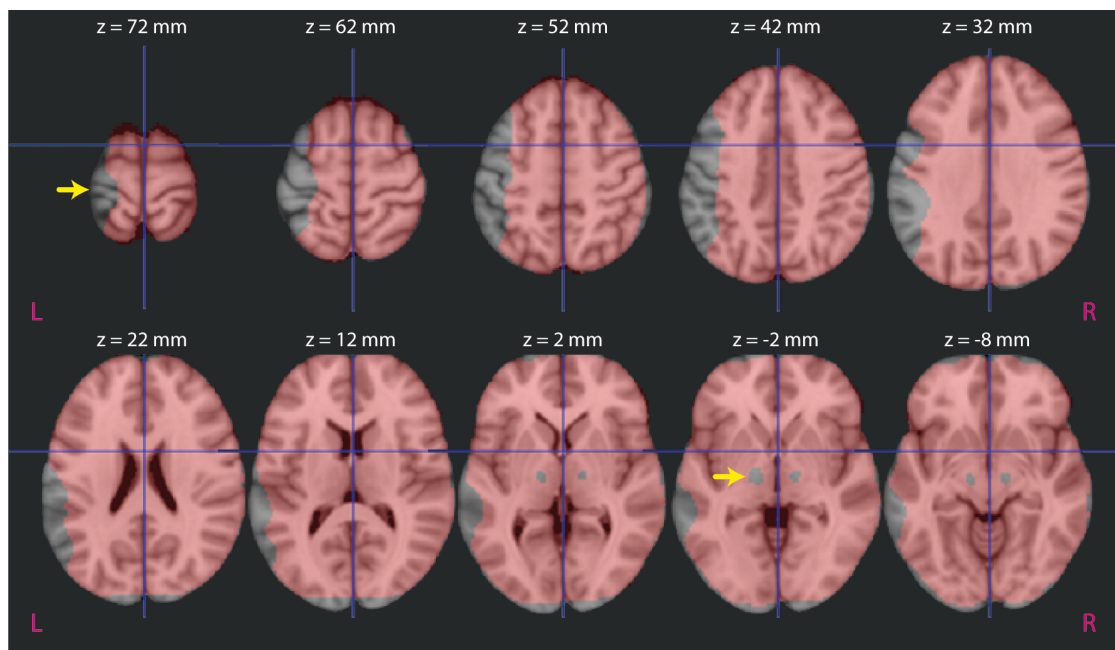 z = 72 mm z = 62 mm z = 52 mm z = 42 mm z = 32 mm
L R
z = 22 mm z = 12 mm z = 2 mm z = -2 mm z = -8 mm
L R